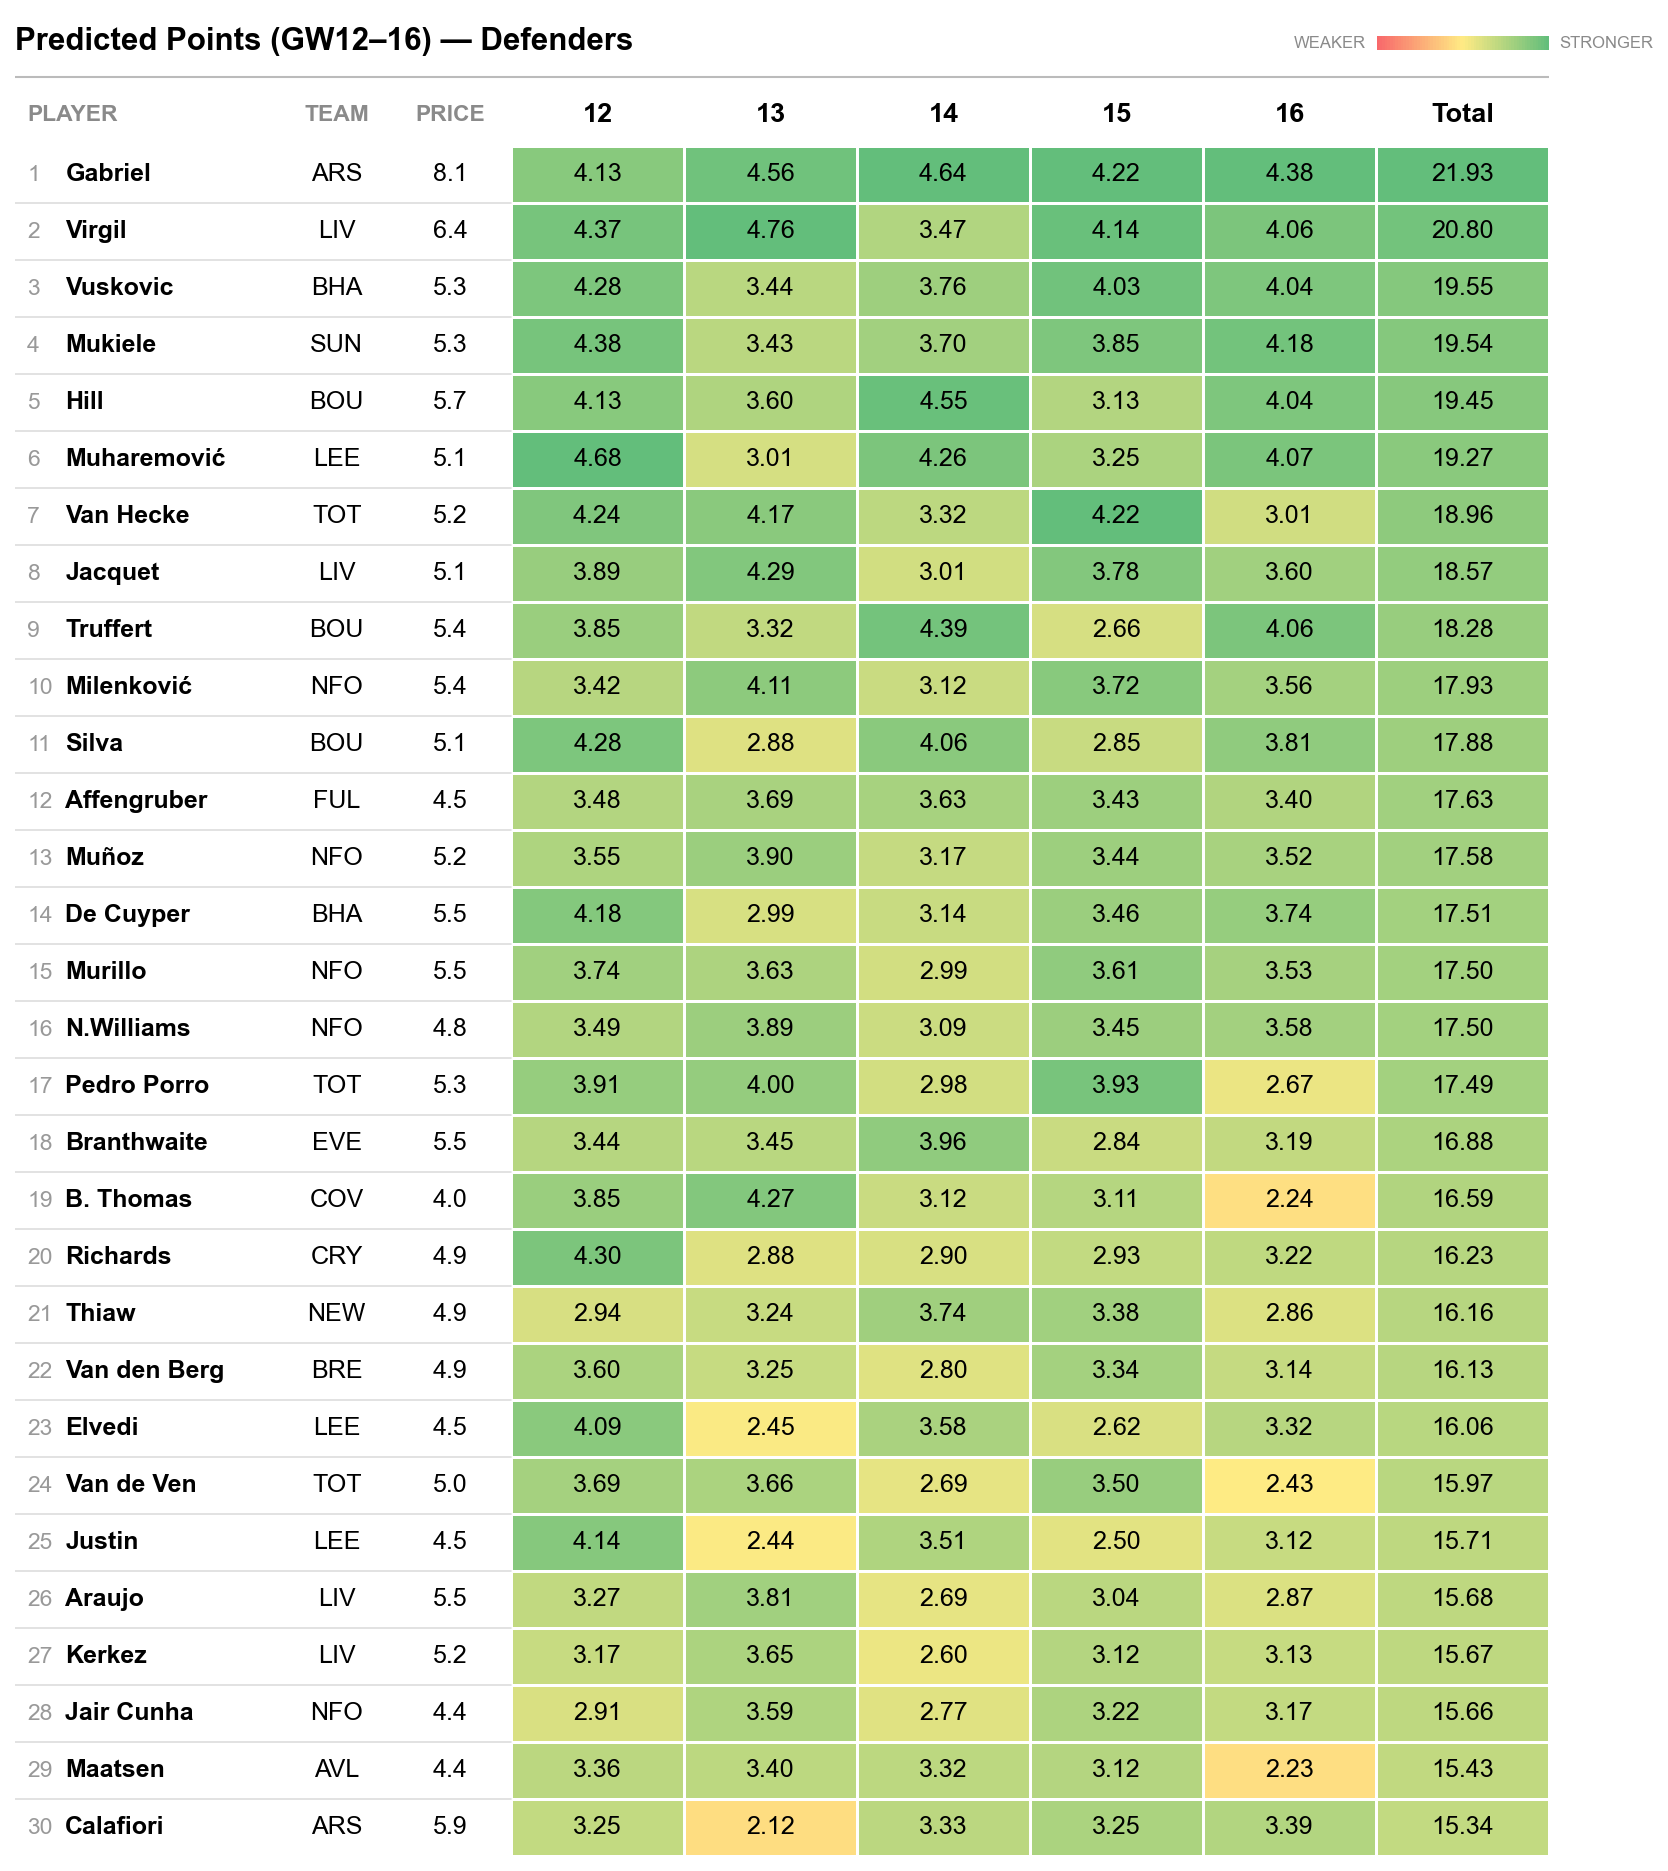 Predicted Points (GW12–16) — Defenders
WEAKER STRONGER
PLAYER TEAM PRICE 12 13 14 15 16 Total
1 Gabriel ARS 8.1 4.13 4.56 4.64 4.22 4.38 21.93
2 Virgil LIV 6.4 4.37 4.76 3.47 4.14 4.06 20.80
3 Vuskovic BHA 5.3 4.28 3.44 3.76 4.03 4.04 19.55
4 Mukiele SUN 5.3 4.38 3.43 3.70 3.85 4.18 19.54
5 Hill BOU 5.7 4.13 3.60 4.55 3.13 4.04 19.45
6 Muharemović LEE 5.1 4.68 3.01 4.26 3.25 4.07 19.27
7 Van Hecke TOT 5.2 4.24 4.17 3.32 4.22 3.01 18.96
8 Jacquet LIV 5.1 3.89 4.29 3.01 3.78 3.60 18.57
9 Truffert BOU 5.4 3.85 3.32 4.39 2.66 4.06 18.28
10 Milenković NFO 5.4 3.42 4.11 3.12 3.72 3.56 17.93
11 Silva BOU 5.1 4.28 2.88 4.06 2.85 3.81 17.88
12 Affengruber FUL 4.5 3.48 3.69 3.63 3.43 3.40 17.63
13 Muñoz NFO 5.2 3.55 3.90 3.17 3.44 3.52 17.58
14 De Cuyper BHA 5.5 4.18 2.99 3.14 3.46 3.74 17.51
15 Murillo NFO 5.5 3.74 3.63 2.99 3.61 3.53 17.50
16 N.Williams NFO 4.8 3.49 3.89 3.09 3.45 3.58 17.50
17 Pedro Porro TOT 5.3 3.91 4.00 2.98 3.93 2.67 17.49
18 Branthwaite EVE 5.5 3.44 3.45 3.96 2.84 3.19 16.88
19 B. Thomas COV 4.0 3.85 4.27 3.12 3.11 2.24 16.59
20 Richards CRY 4.9 4.30 2.88 2.90 2.93 3.22 16.23
21 Thiaw NEW 4.9 2.94 3.24 3.74 3.38 2.86 16.16
22 Van den Berg BRE 4.9 3.60 3.25 2.80 3.34 3.14 16.13
23 Elvedi LEE 4.5 4.09 2.45 3.58 2.62 3.32 16.06
24 Van de Ven TOT 5.0 3.69 3.66 2.69 3.50 2.43 15.97
25 Justin LEE 4.5 4.14 2.44 3.51 2.50 3.12 15.71
26 Araujo LIV 5.5 3.27 3.81 2.69 3.04 2.87 15.68
27 Kerkez LIV 5.2 3.17 3.65 2.60 3.12 3.13 15.67
28 Jair Cunha NFO 4.4 2.91 3.59 2.77 3.22 3.17 15.66
29 Maatsen AVL 4.4 3.36 3.40 3.32 3.12 2.23 15.43
30 Calafiori ARS 5.9 3.25 2.12 3.33 3.25 3.39 15.34